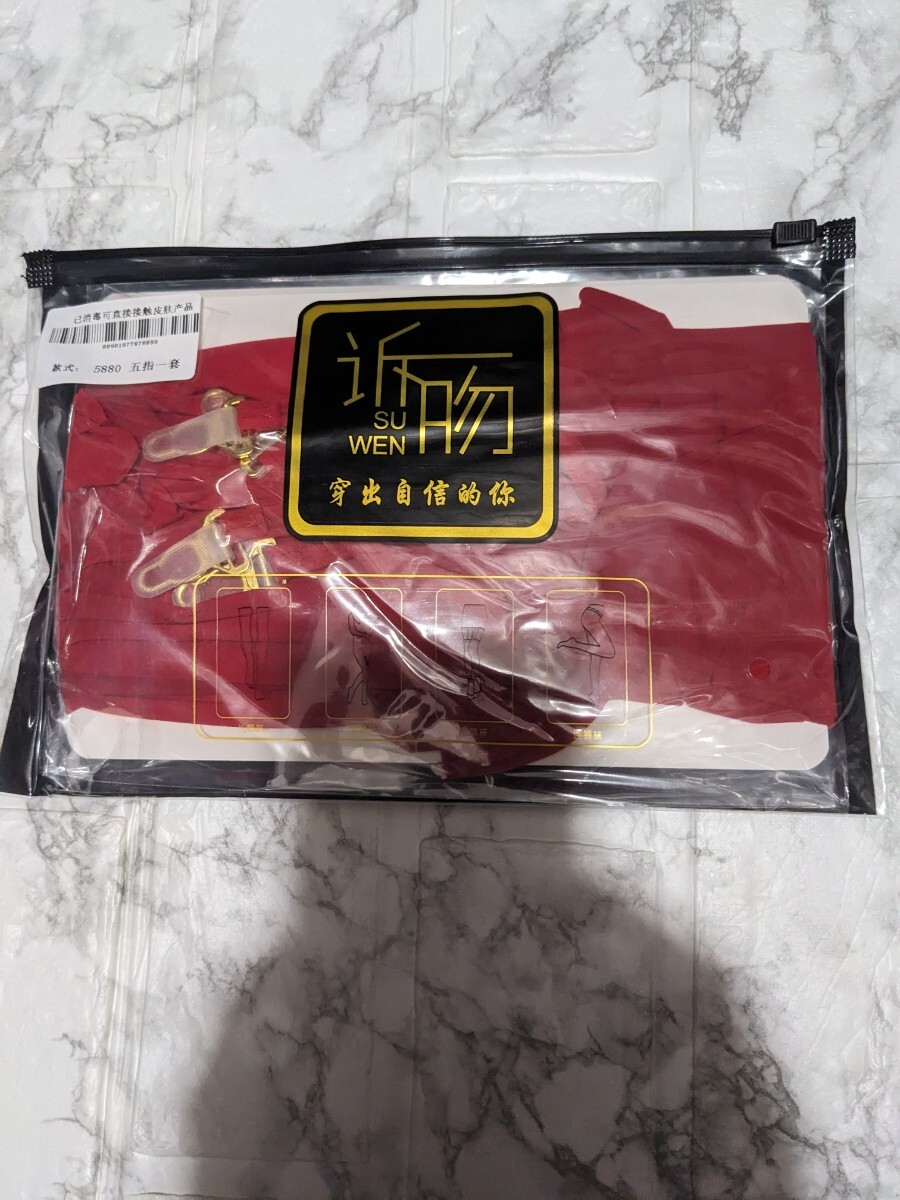 已消毒可直接接触皮肤产品
款式: 5880 五指一套
诉吻
SU
WEN
穿出自信的你